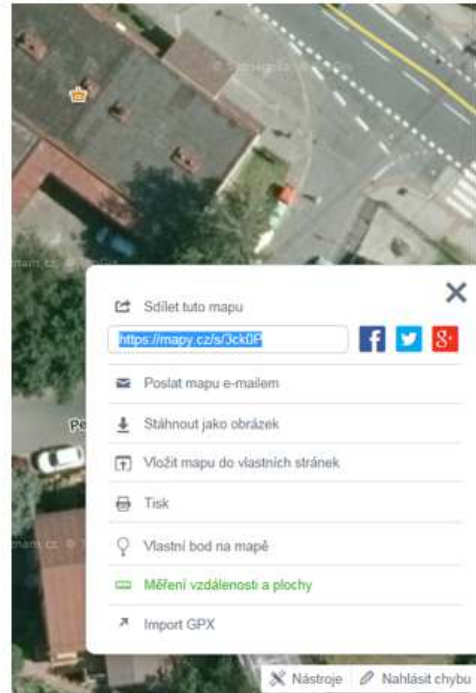 Sdílet tuto mapu
https://mapy.cz/s/3ck0P
Poslat mapu e-mailem
Stáhnout jako obrázek
Vložit mapu do vlastních stránek
Pe
Tisk
Vlastní bod na mapě
Měření vzdálenosti a plochy
Import GPX
Nástroje
Nahlásit chybu